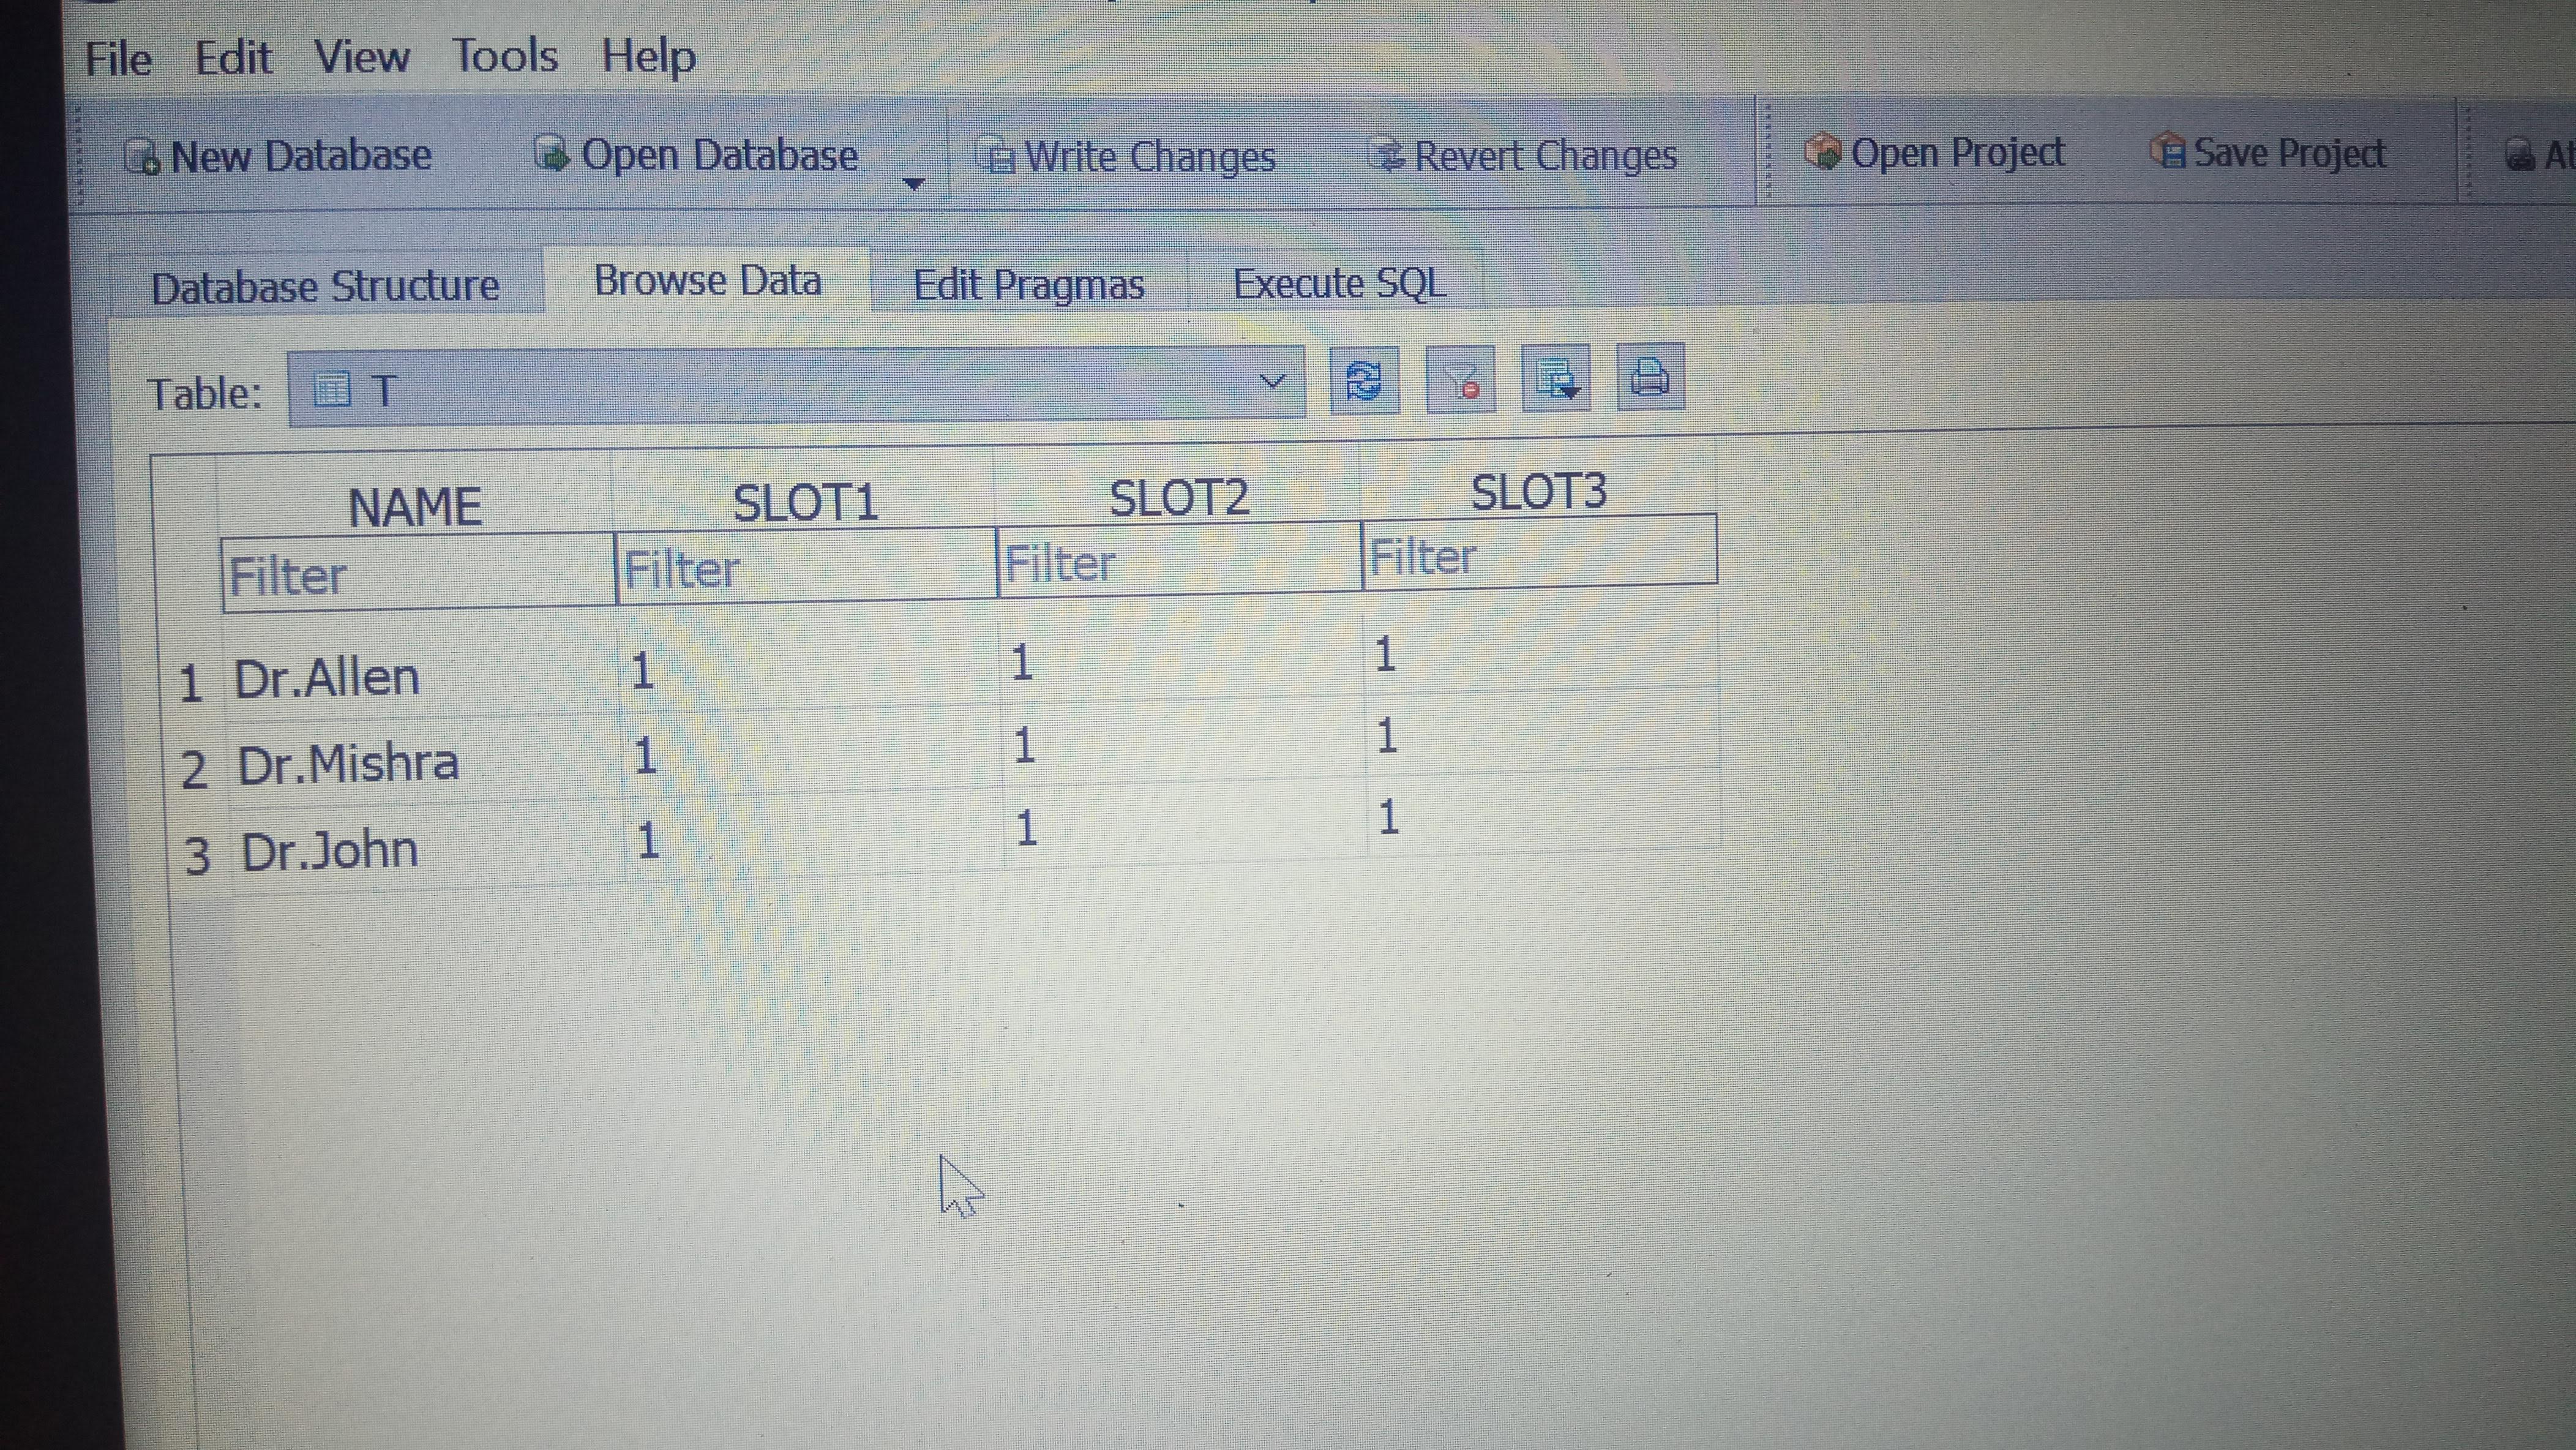 File Edit View Tools Help
New Database Open Database Write Changes Revert Changes Open Project Save Project
Database Structure Browse Data Edit Pragmas Execute SQL
Table: T
NAME SLOT1 SLOT2 SLOT3
Filter Filter Filter Filter
1 Dr.Allen 1 1 1
2 Dr.Mishra 1 1 1
3 Dr.John 1 1 1